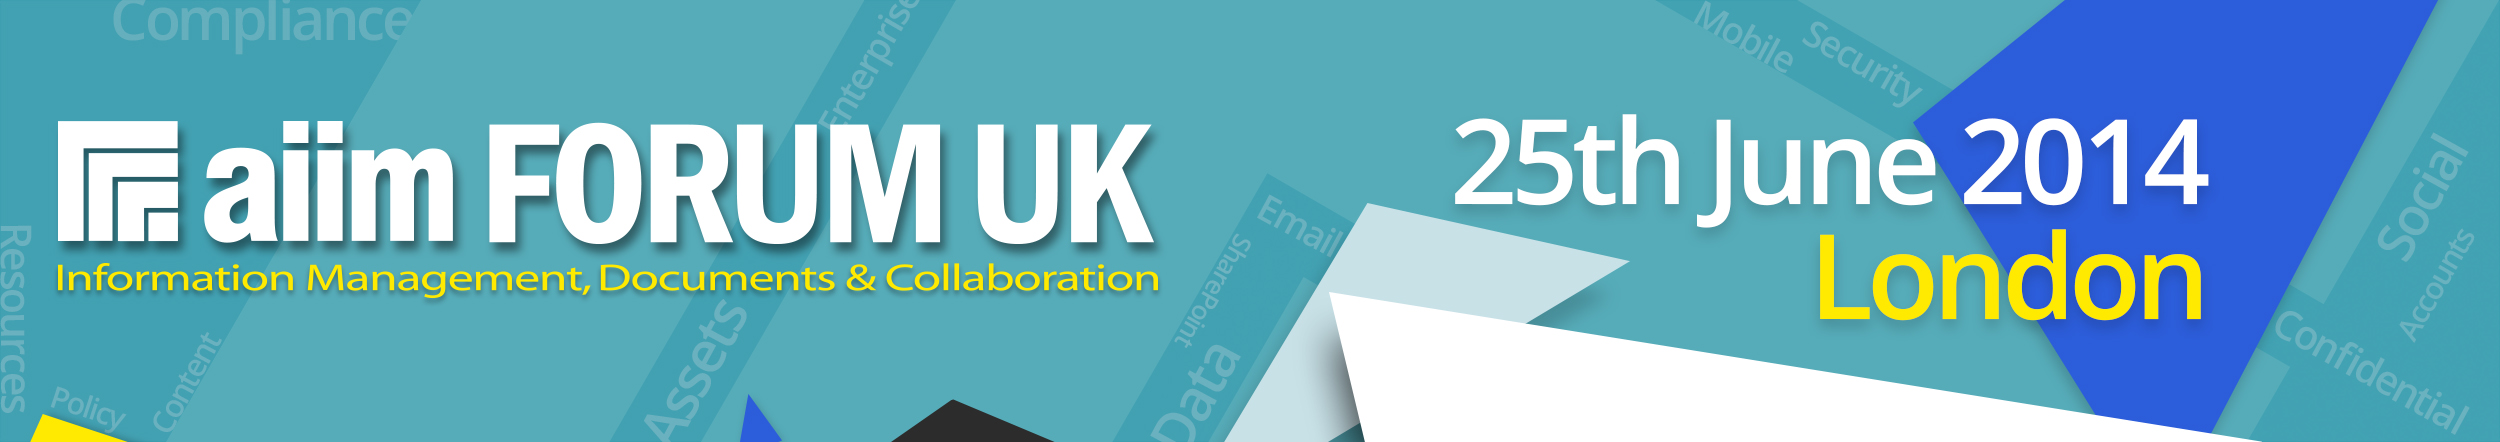 Compliance
Enterprise
Mobile
Security
aiim FORUM UK
25th June 2014
Information Management, Documents & Collaboration
London
Email
SharePoint
Social
Accounts
Resources
Content
Policy
Assets
Data
Confidential